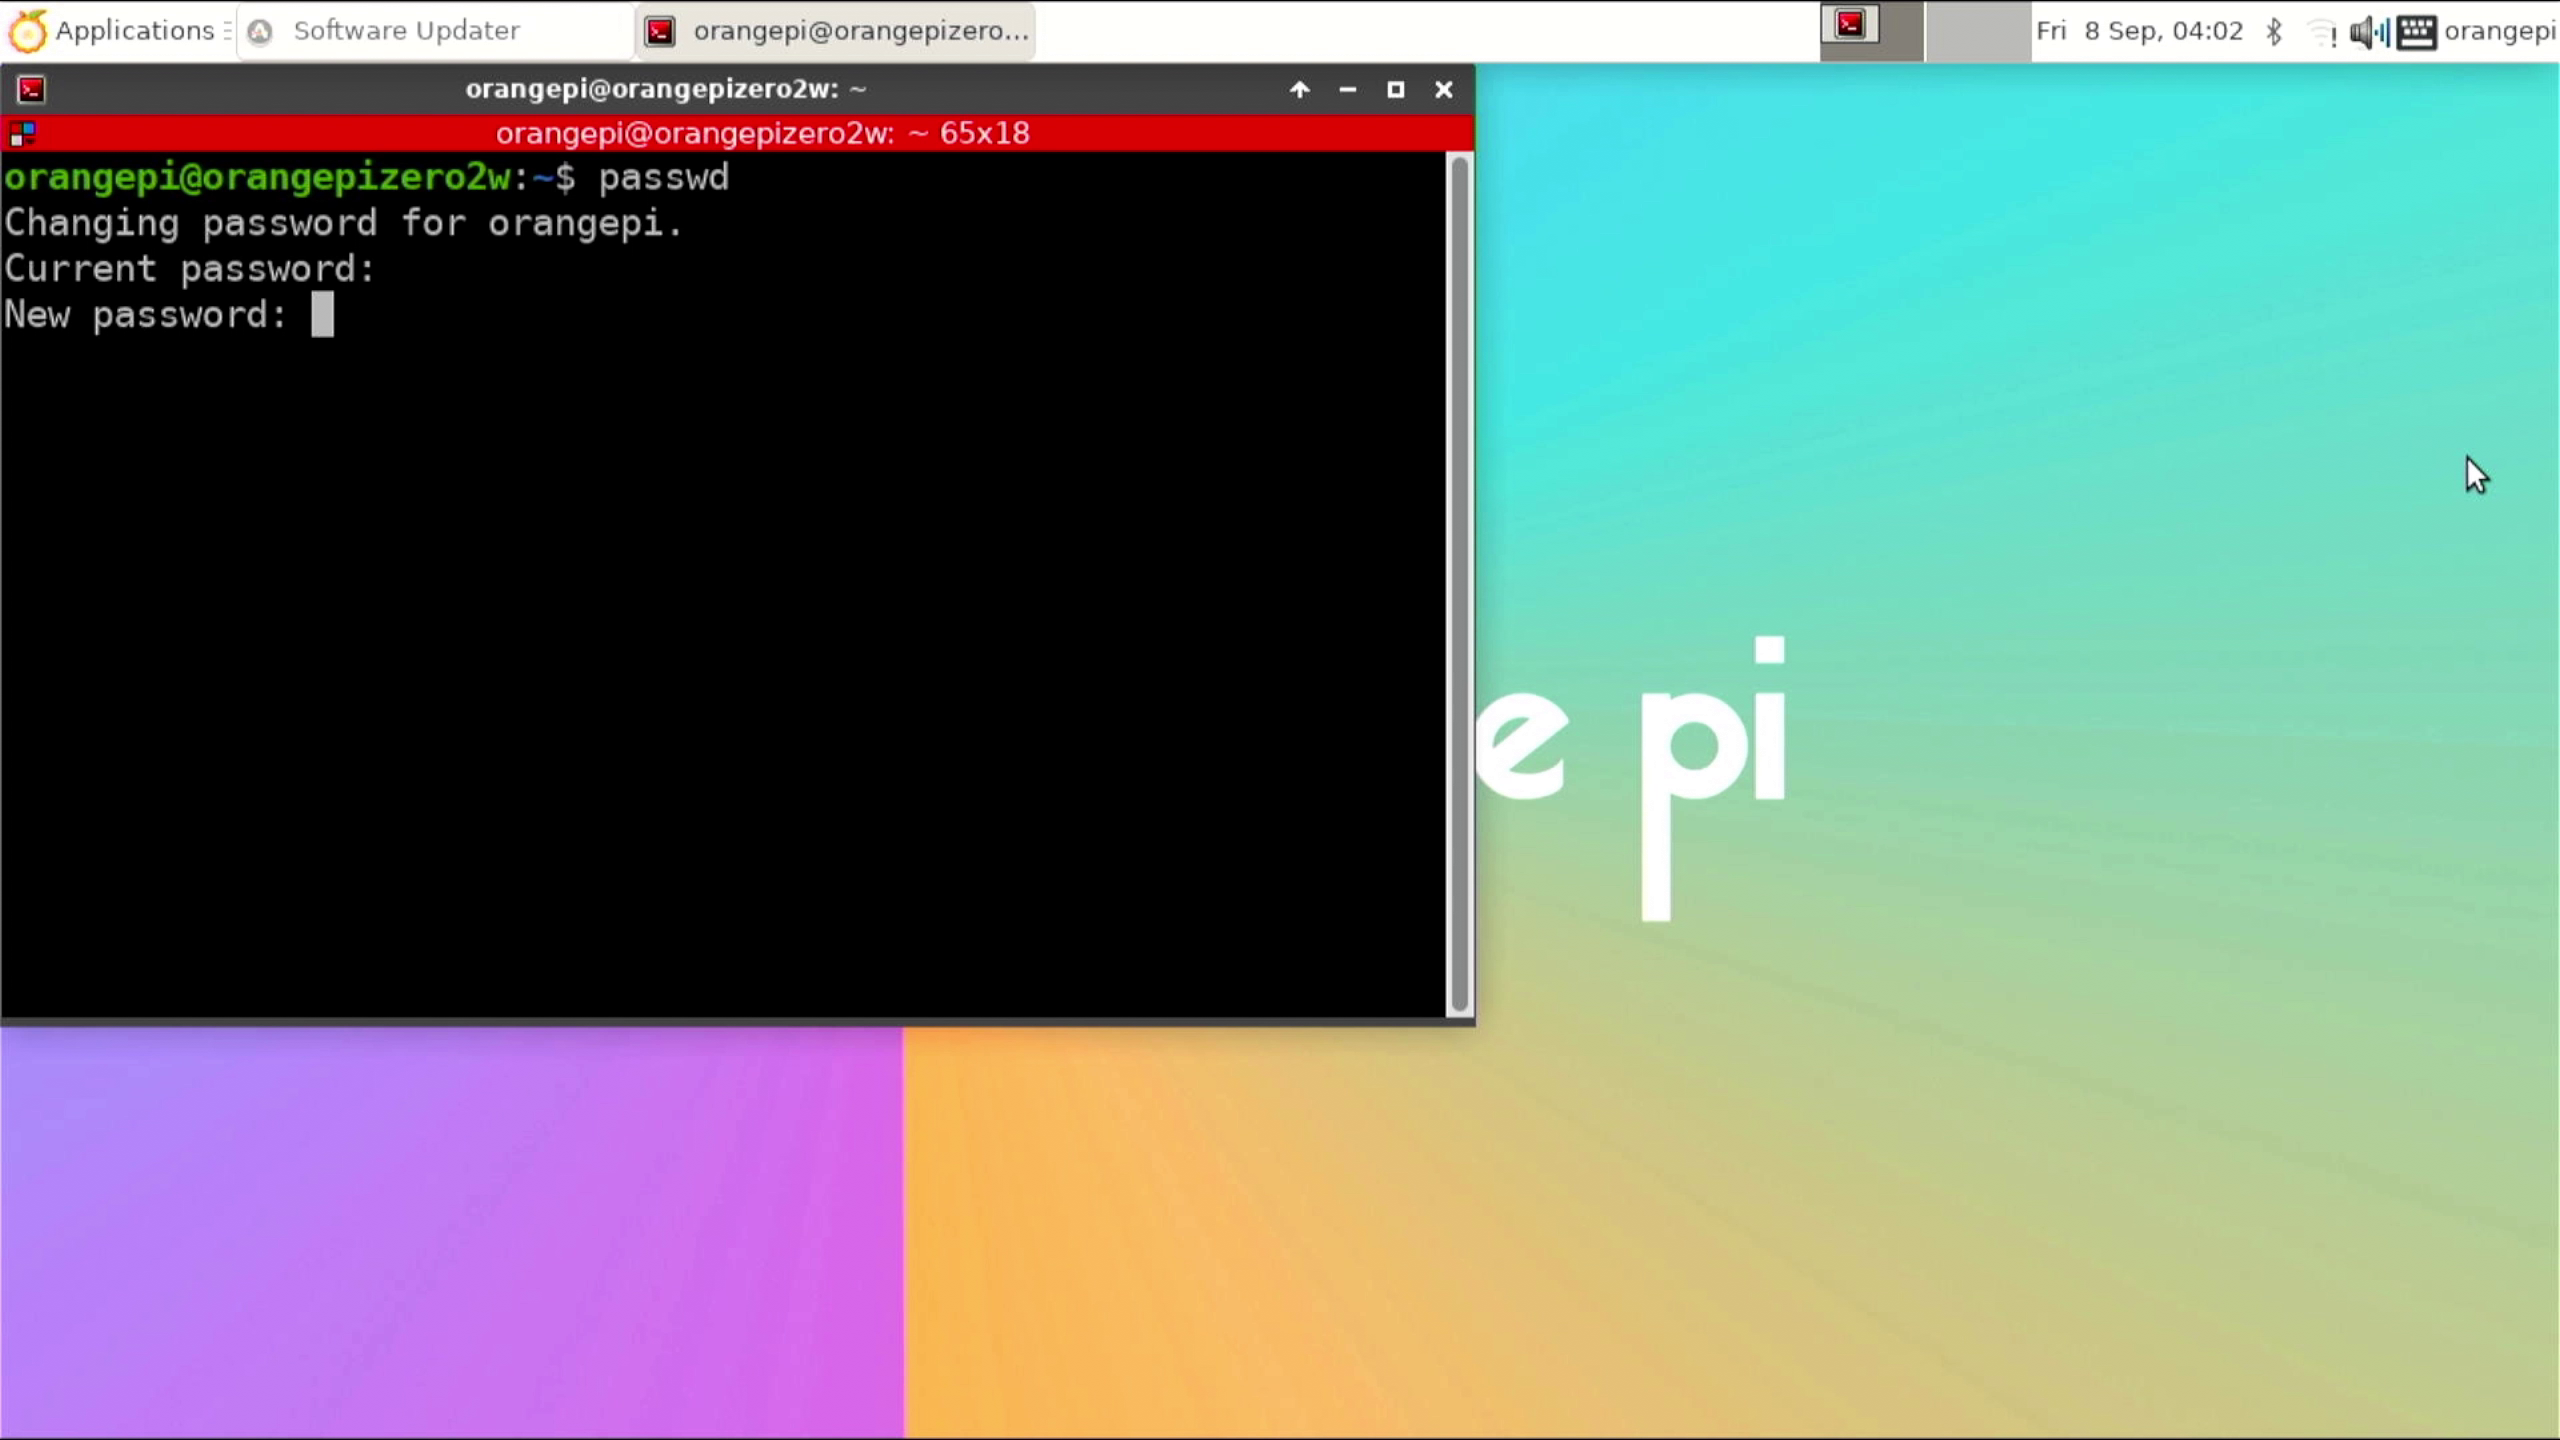 Applications
Software Updater
orangepi@orangepizero...
Fri 8 Sep, 04:02
orangepi
orangepi@orangepizero2w: ~
orangepi@orangepizero2w: ~ 65x18
orangepi@orangepizero2w:~$ passwd
Changing password for orangepi.
Current password:
New password:
e pi